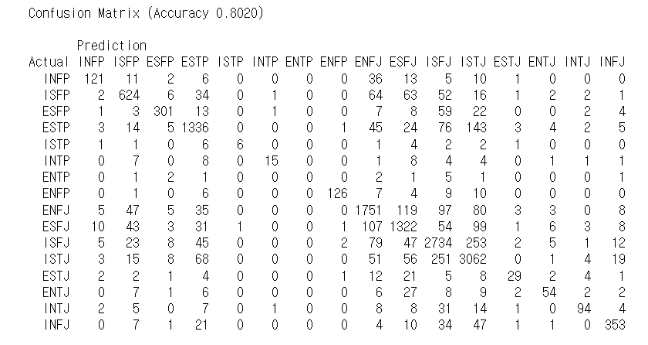 Confusion Matrix (Accuracy 0.8020)
Prediction
Actual INFP ISFP ESFP ESTP ISTP INTP ENTP ENFP ENFJ ESFJ ISFJ ISTJ ESTJ ENTJ INTJ INFJ
INFP 121 11 2 6 0 0 0 0 36 13 5 10 1 0 0 0
ISFP 2 624 6 34 0 1 0 0 64 63 52 16 1 2 2 1
ESFP 1 3 301 13 0 1 0 0 7 8 59 22 0 0 2 4
ESTP 3 14 5 1336 0 0 0 1 45 24 76 143 3 4 2 5
ISTP 1 1 0 6 6 0 0 0 1 4 2 2 1 0 0 0
INTP 0 7 0 8 0 15 0 0 1 8 4 4 0 1 1 1
ENTP 0 1 2 1 0 0 0 0 2 1 5 1 0 0 0 1
ENFP 0 1 0 6 0 0 0 126 7 4 9 10 0 0 0 0
ENFJ 5 47 5 35 0 0 0 0 1751 119 97 80 3 3 0 8
ESFJ 10 43 3 31 1 0 0 1 107 1322 54 99 1 6 3 8
ISFJ 5 23 8 45 0 0 0 2 79 47 2734 253 2 5 1 12
ISTJ 3 15 8 68 0 0 0 0 51 56 251 3062 0 1 4 19
ESTJ 2 2 1 4 0 0 0 1 12 21 5 8 29 2 4 1
ENTJ 0 7 1 6 0 0 0 0 6 27 8 9 2 54 2 2
INTJ 2 5 0 7 0 1 0 0 8 8 31 14 1 0 94 4
INFJ 0 7 1 21 0 0 0 0 4 10 34 47 1 1 0 353